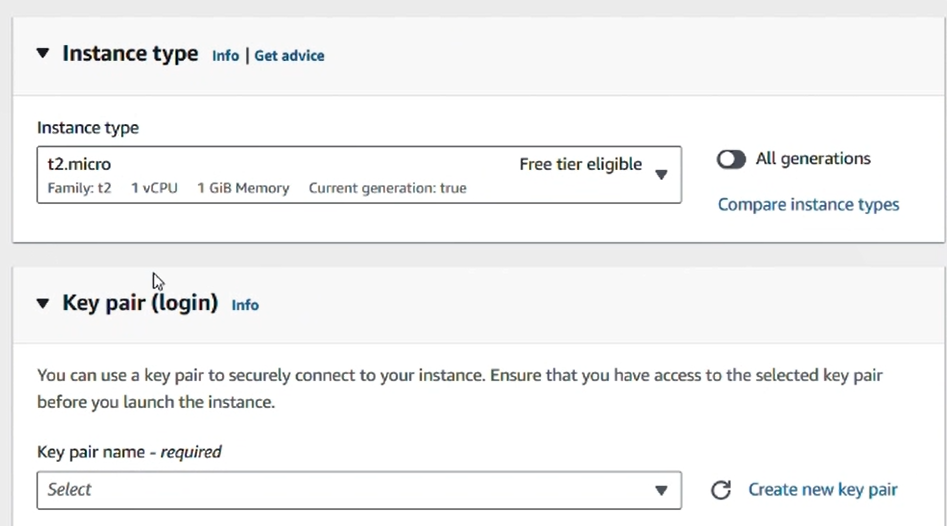 Instance type Info | Get advice
Instance type
t2.micro Free tier eligible
Family: t2 1 vCPU 1 GiB Memory Current generation: true
All generations
Compare instance types
Key pair (login) Info
You can use a key pair to securely connect to your instance. Ensure that you have access to the selected key pair
before you launch the instance.
Key pair name - required
Select
Create new key pair